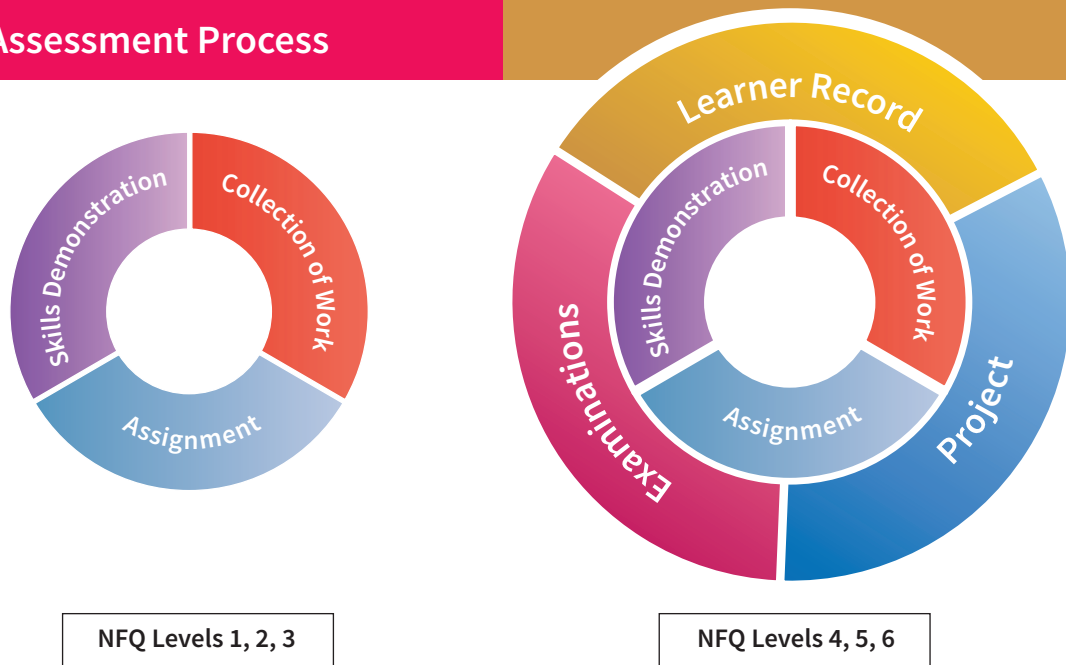 Assessment Process
Skills Demonstration
Collection of Work
Assignment
NFQ Levels 1, 2, 3
Learner Record
Skills Demonstration
Collection of Work
Assignment
Examinations
Project
NFQ Levels 4, 5, 6